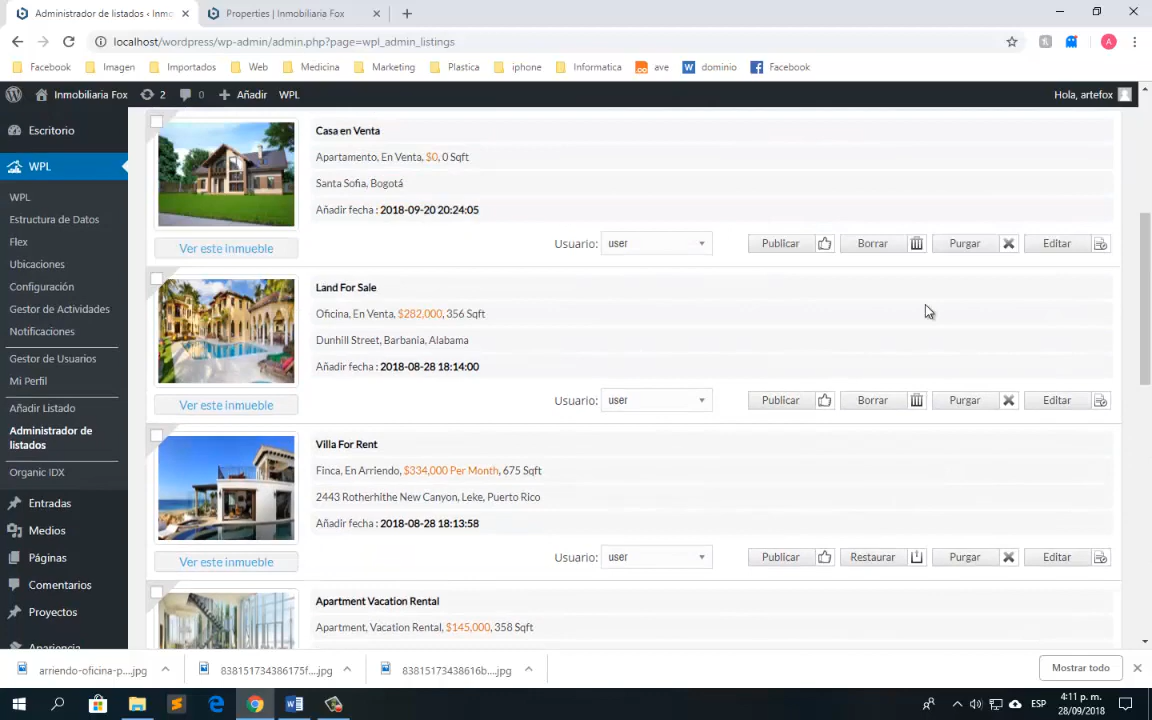 Administrador de listados ‹ Inmo
Properties | Inmobiliaria Fox
localhost/wordpress/wp-admin/admin.php?page=wpl_admin_listings
A
Facebook Imagen Importados Web Medicina Marketing Plastica iphone Informatica ave dominio Facebook
Inmobiliaria Fox 2 0 Añadir WPL
Hola, artefox
Escritorio
WPL
WPL
Estructura de Datos
Flex
Ubicaciones
Configuración
Gestor de Actividades
Notificaciones
Gestor de Usuarios
Mi Perfil
Añadir Listado
Administrador de
listados
Organic IDX
Entradas
Medios
Páginas
Comentarios
Proyectos
Apariencia
Casa en Venta
Apartamento, En Venta, $0, 0 Sqft
Santa Sofia, Bogotá
Añadir fecha : 2018-09-20 20:24:05
Ver este inmueble
Usuario: user Publicar Borrar Purgar Editar
Land For Sale
Oficina, En Venta, $282,000, 356 Sqft
Dunhill Street, Barbania, Alabama
Añadir fecha : 2018-08-28 18:14:00
Ver este inmueble
Usuario: user Publicar Borrar Purgar Editar
Villa For Rent
Finca, En Arriendo, $334,000 Per Month, 675 Sqft
2443 Rotherhithe New Canyon, Leke, Puerto Rico
Añadir fecha : 2018-08-28 18:13:58
Ver este inmueble
Usuario: user Publicar Restaurar Purgar Editar
Apartment Vacation Rental
Apartment, Vacation Rental, $145,000, 358 Sqft
arriendo-oficina-p....jpg
838151734386175f....jpg
83815173438616b....jpg
Mostrar todo
ESP
4:11 p. m.
28/09/2018